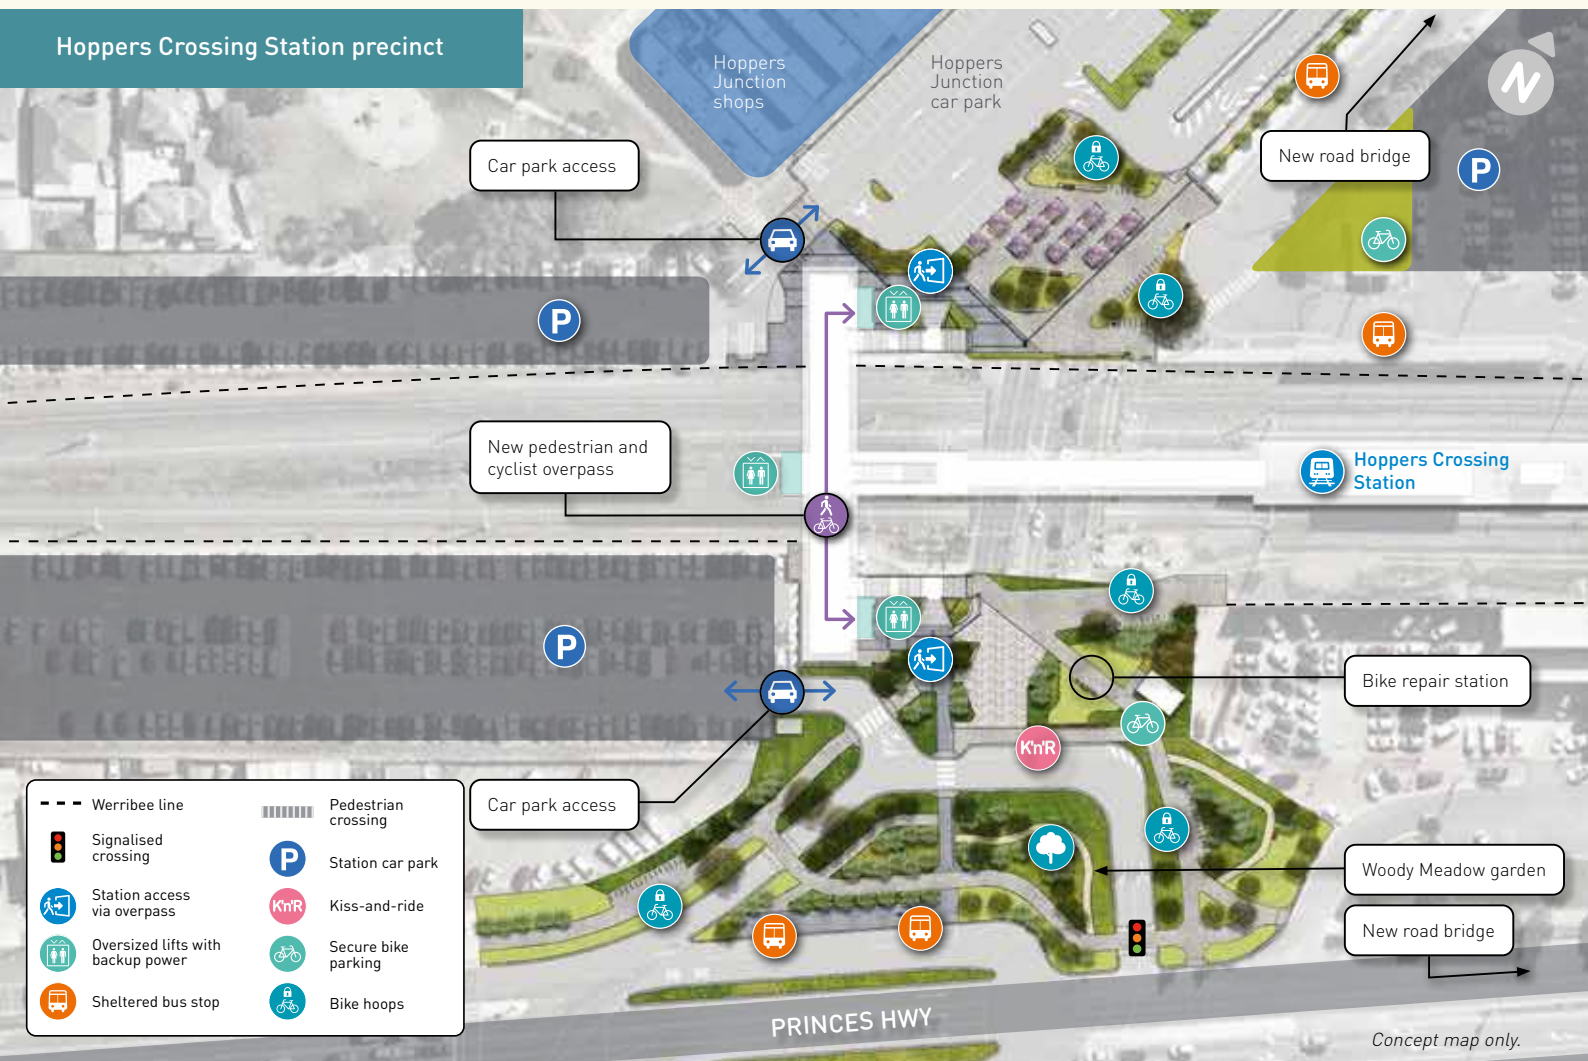 Hoppers Crossing Station precinct
Hoppers
Junction
shops
Hoppers
Junction
car park
N
Car park access
New road bridge
P
P
New pedestrian and
cyclist overpass
Hoppers Crossing
Station
P
Bike repair station
K'n'R
Car park access
Woody Meadow garden
New road bridge
PRINCES HWY
Werribee line
Signalised
crossing
Station access
via overpass
Oversized lifts with
backup power
Sheltered bus stop
Pedestrian
crossing
P
Station car park
K'n'R
Kiss-and-ride
Secure bike
parking
Bike hoops
Concept map only.